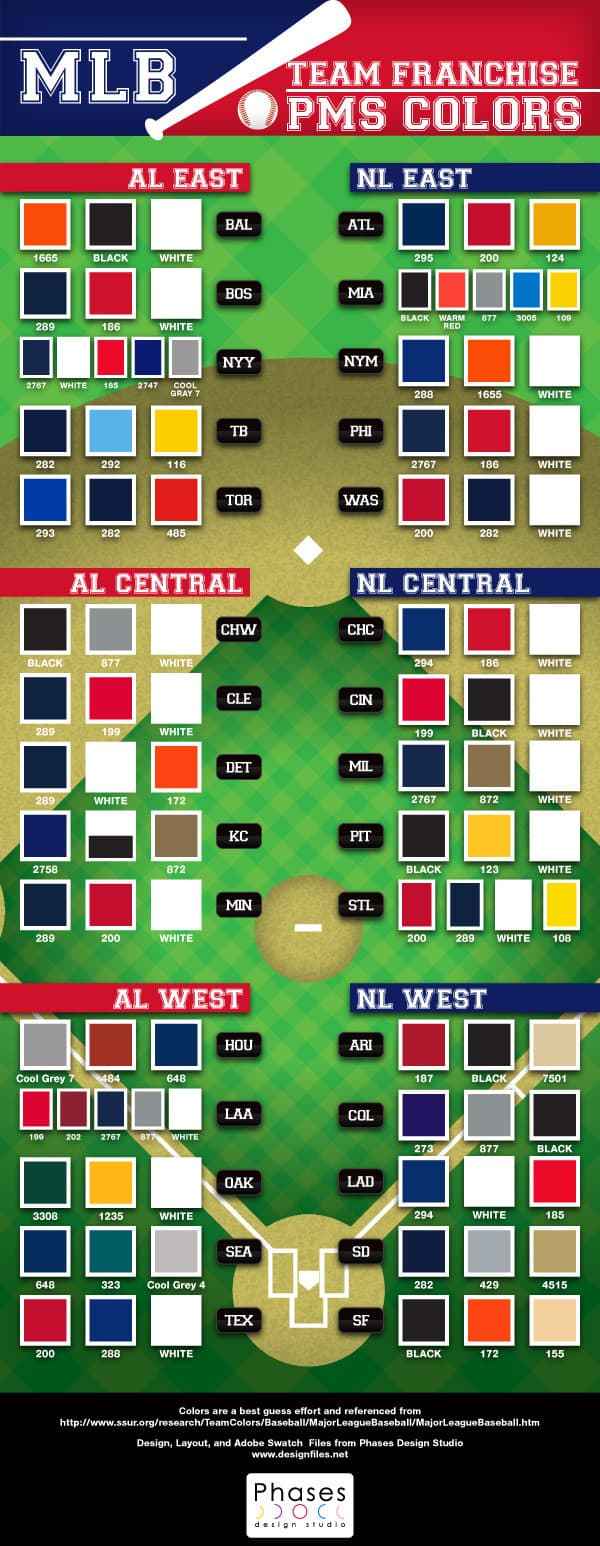 MLB
TEAM FRANCHISE
PMS COLORS
AL EAST
1665 BLACK WHITE BAL
289 186 WHITE BOS
2767 WHITE 185 2747 COOL GRAY 7 NYY
282 292 116 TB
293 282 485 TOR
NL EAST
ATL 295 200 124
MIA BLACK WARM RED 877 3005 109
NYM 288 1655 WHITE
PHI 2767 186 WHITE
WAS 200 282 WHITE
AL CENTRAL
BLACK 877 WHITE CHW
289 199 WHITE CLE
289 WHITE 172 DET
2758 872 KC
289 200 WHITE MIN
NL CENTRAL
CHC 294 186 WHITE
CIN 199 BLACK WHITE
MIL 2767 872 WHITE
PIT BLACK 123 WHITE
STL 200 289 WHITE 108
AL WEST
Cool Grey 7 484 648 HOU
199 202 2767 877 WHITE LAA
3308 1235 WHITE OAK
648 323 Cool Grey 4 SEA
200 288 WHITE TEX
NL WEST
ARI 187 BLACK 7501
COL 273 877 BLACK
LAD 294 WHITE 185
SD 282 429 4515
SF BLACK 172 155
Colors are a best guess effort and referenced from
http://www.ssur.org/research/TeamColors/Baseball/MajorLeagueBaseball/MajorLeagueBaseball.htm
Design, Layout, and Adobe Swatch Files from Phases Design Studio
www.designfiles.net
Phases
design studio